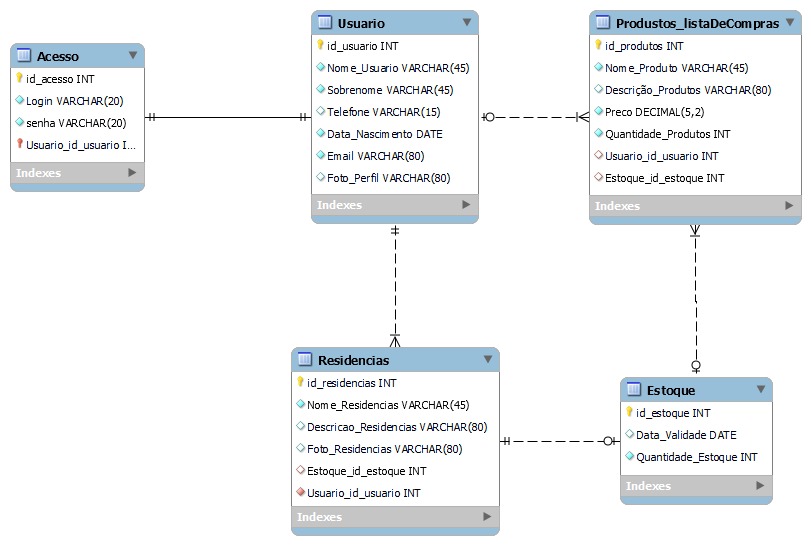 Acesso
id_acesso INT
Login VARCHAR(20)
senha VARCHAR(20)
Usuario_id_usuario I...
Indexes
Usuario
id_usuario INT
Nome_Usuario VARCHAR(45)
Sobrenome VARCHAR(45)
Telefone VARCHAR(15)
Data_Nascimento DATE
Email VARCHAR(80)
Foto_Perfil VARCHAR(80)
Indexes
Produstos_listaDeCompras
id_produtos INT
Nome_Produto VARCHAR(45)
Descrição_Produtos VARCHAR(80)
Preco DECIMAL(5,2)
Quantidade_Produtos INT
Usuario_id_usuario INT
Estoque_id_estoque INT
Indexes
Residencias
id_residencias INT
Nome_Residencias VARCHAR(45)
Descricao_Residencias VARCHAR(80)
Foto_Residencias VARCHAR(80)
Estoque_id_estoque INT
Usuario_id_usuario INT
Indexes
Estoque
id_estoque INT
Data_Validade DATE
Quantidade_Estoque INT
Indexes